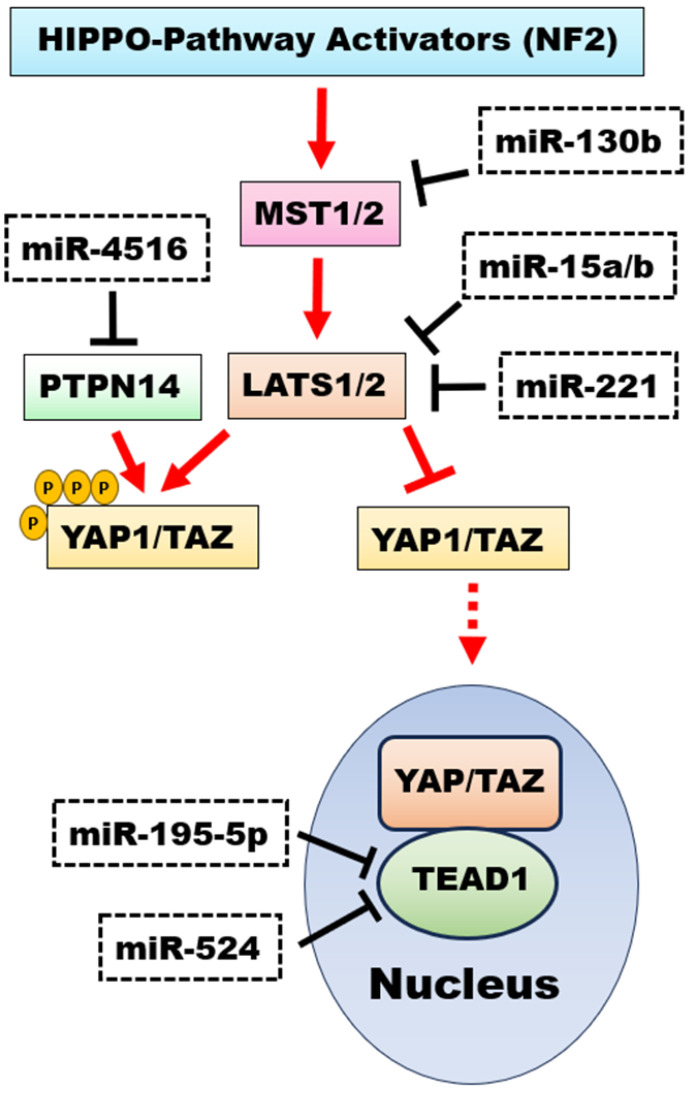 HIPPO-Pathway Activators (NF2)
miR-130b
MST1/2
miR-4516
miR-15a/b
PTPN14
LATS1/2
miR-221
P P P
P
YAP1/TAZ
YAP1/TAZ
YAP/TAZ
miR-195-5p
TEAD1
miR-524
Nucleus